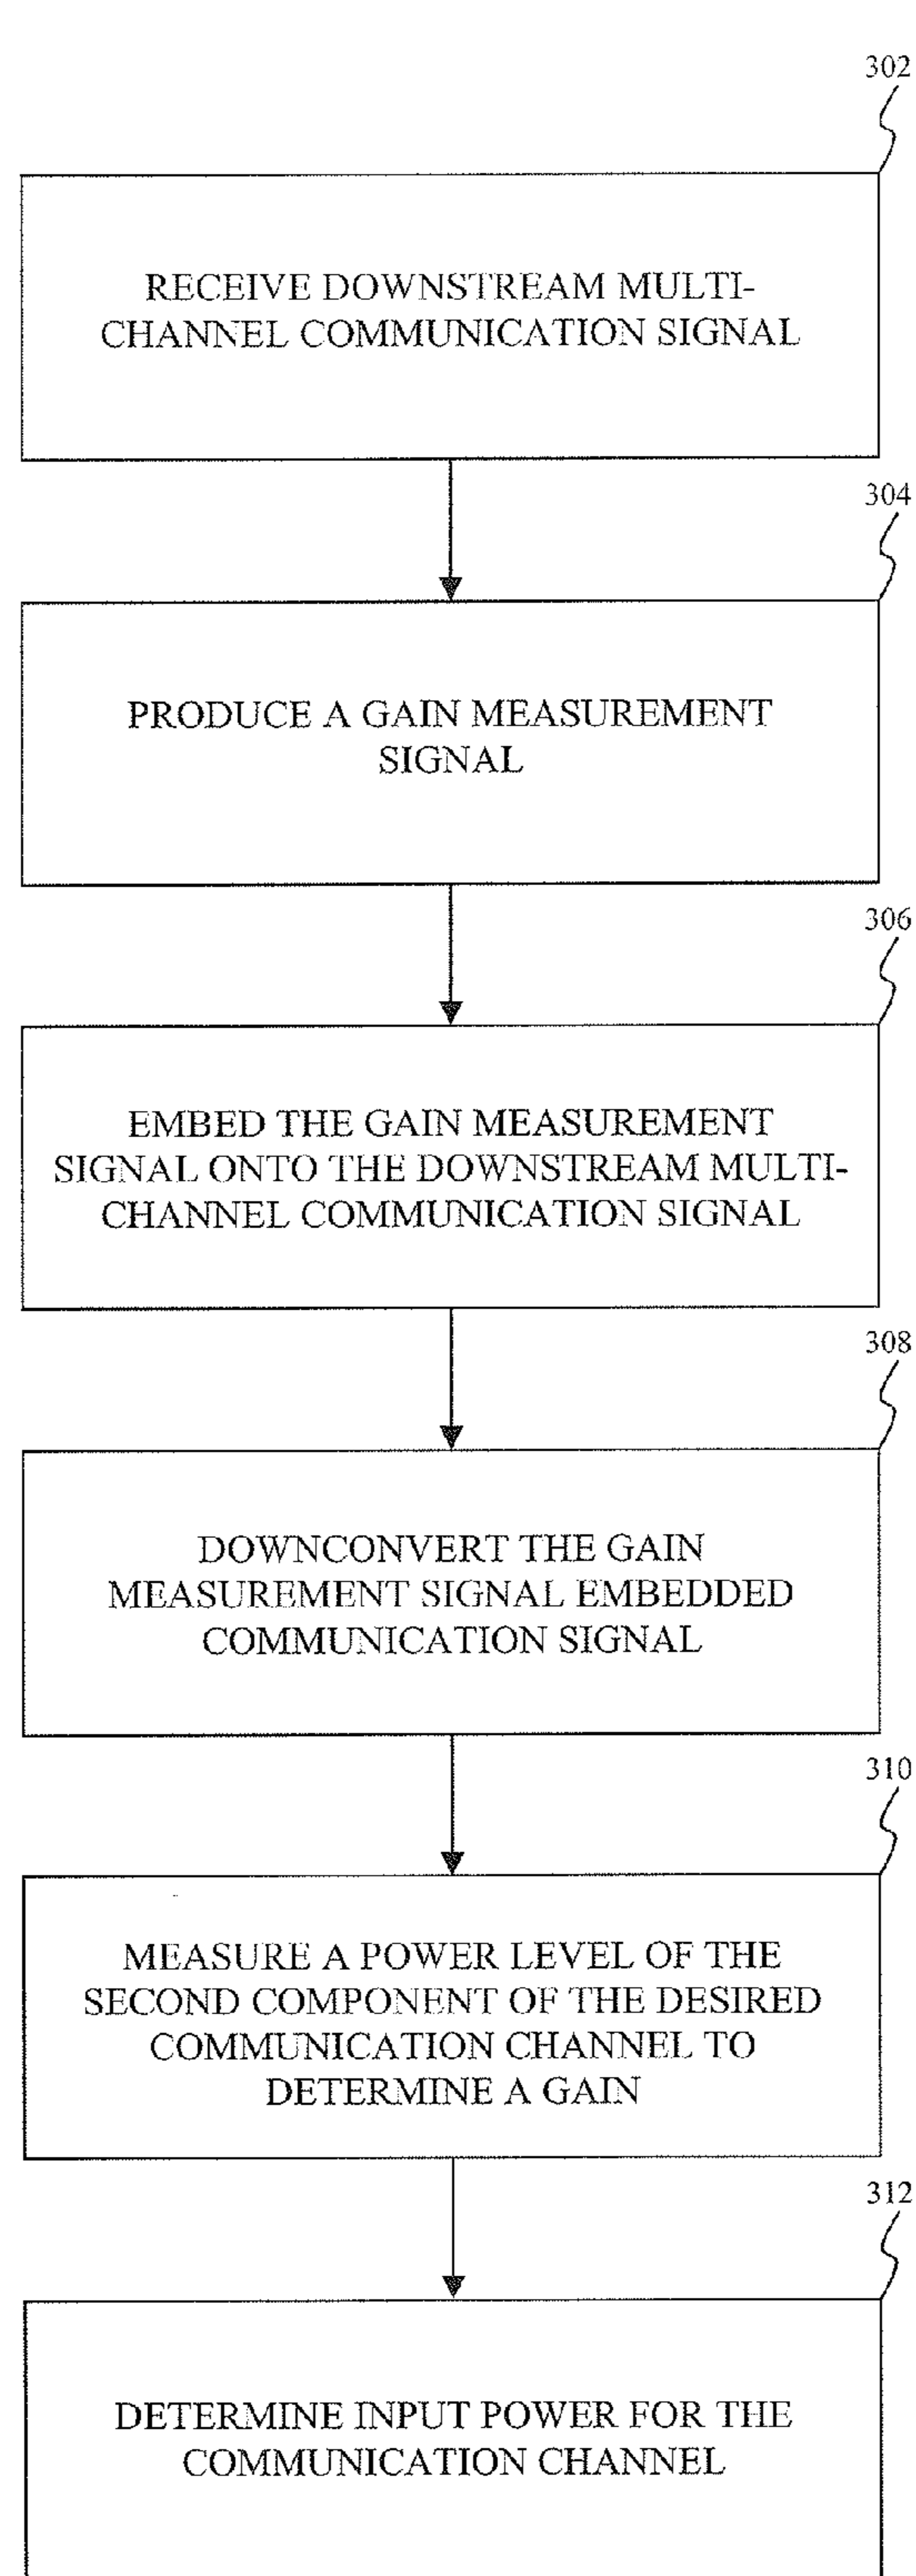 302
RECEIVE DOWNSTREAM MULTI-
CHANNEL COMMUNICATION SIGNAL
304
PRODUCE A GAIN MEASUREMENT
SIGNAL
306
EMBED THE GAIN MEASUREMENT
SIGNAL ONTO THE DOWNSTREAM MULTI-
CHANNEL COMMUNICATION SIGNAL
308
DOWNCONVERT THE GAIN
MEASUREMENT SIGNAL EMBEDDED
COMMUNICATION SIGNAL
310
MEASURE A POWER LEVEL OF THE
SECOND COMPONENT OF THE DESIRED
COMMUNICATION CHANNEL TO
DETERMINE A GAIN
312
DETERMINE INPUT POWER FOR THE
COMMUNICATION CHANNEL